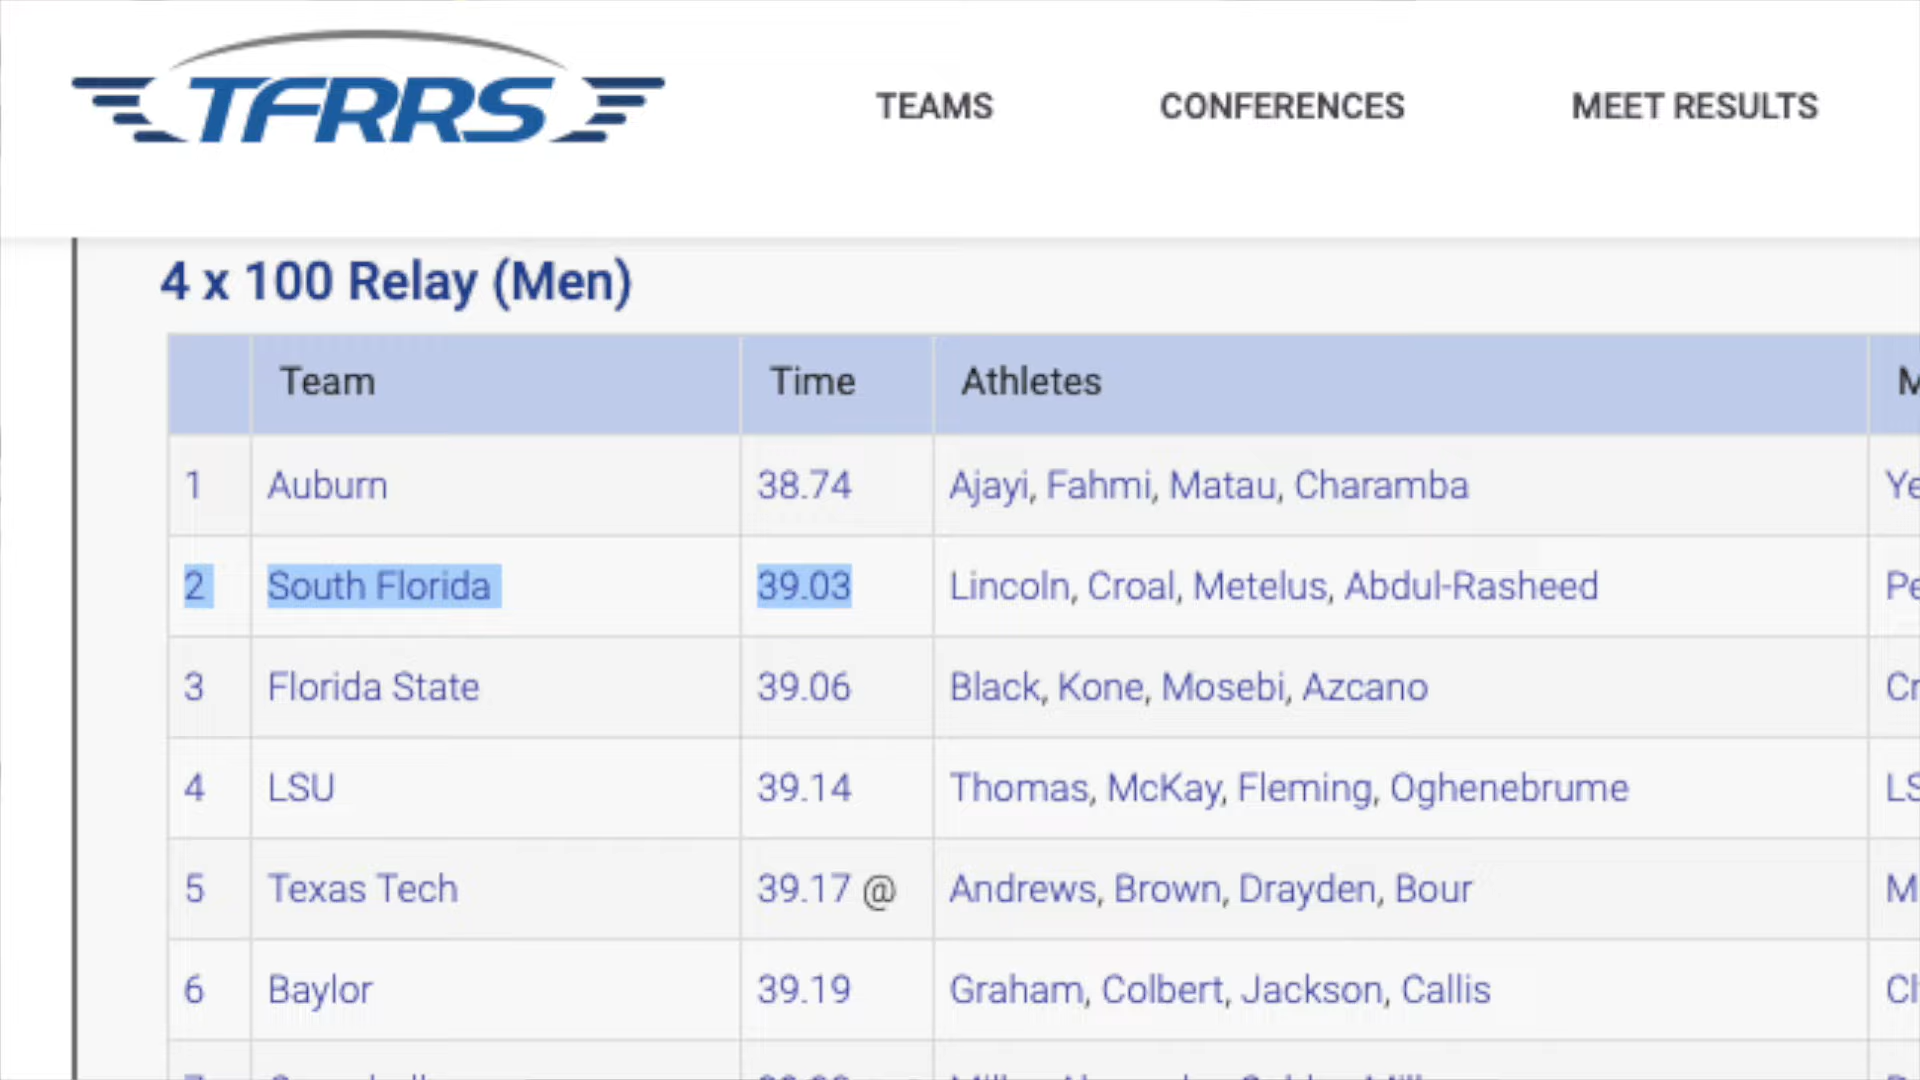 TFRRS TEAMS CONFERENCES MEET RESULTS
4 x 100 Relay (Men)
Team Time Athletes
1 Auburn 38.74 Ajayi, Fahmi, Matau, Charamba
2 South Florida 39.03 Lincoln, Croal, Metelus, Abdul-Rasheed
3 Florida State 39.06 Black, Kone, Mosebi, Azcano
4 LSU 39.14 Thomas, McKay, Fleming, Oghenebrume
5 Texas Tech 39.17 @ Andrews, Brown, Drayden, Bour
6 Baylor 39.19 Graham, Colbert, Jackson, Callis